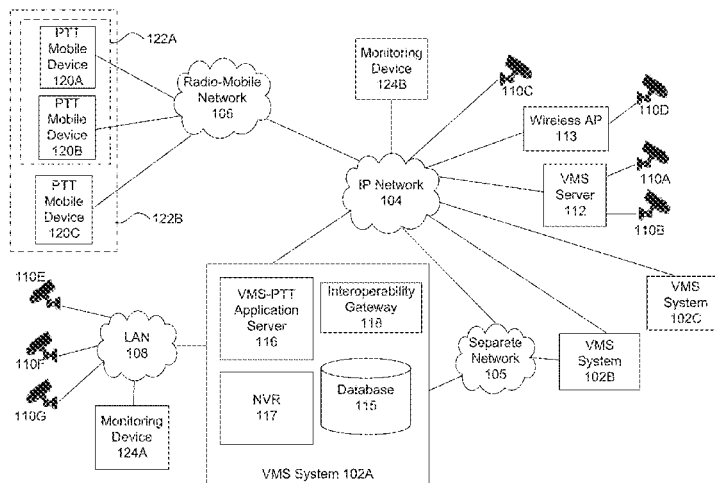 PTT
Mobile
Device
120A
PTT
Mobile
Device
120B
PTT
Mobile
Device
120C
122A
122B
Radio-Mobile
Network
106
Monitoring
Device
124B
110C
Wireless AP
113
110D
VMS
Server
112
110A
110B
IP Network
104
VMS
System
102C
110E
110F
110G
LAN
108
Monitoring
Device
124A
VMS-PTT
Application
Server
116
Interoperability
Gateway
118
NVR
117
Database
115
VMS System 102A
Separate
Network
105
VMS
System
102B